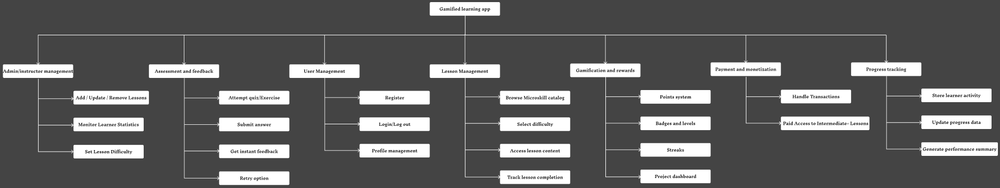 Gamified learning app
Admin/instructor management
Add / Update / Remove Lessons
Monitor Learner Statistics
Set Lesson Difficulty
Assessment and feedback
Attempt quiz/Exercise
Submit answer
Get instant feedback
Retry option
User Management
Register
Login/Log out
Profile management
Lesson Management
Browse Microskill catalog
Select difficulty
Access lesson content
Track lesson completion
Gamification and rewards
Points system
Badges and levels
Streaks
Project dashboard
Payment and monetization
Handle Transactions
Paid Access to Intermediate+ Lessons
Progress tracking
Store learner activity
Update progress data
Generate performance summary